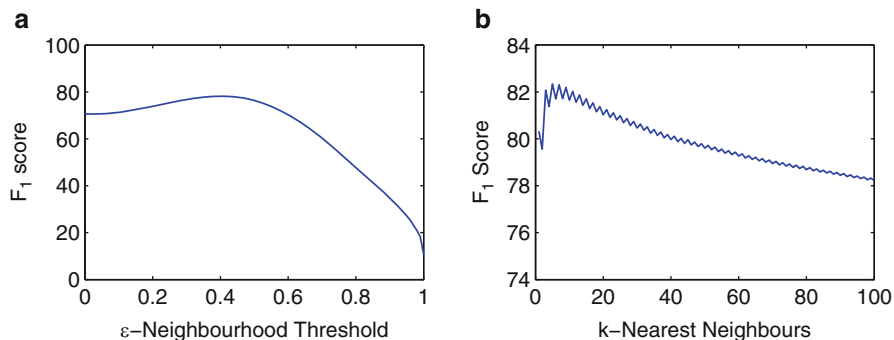 a
100
80
60
40
20
0
F1 score
0 0.2 0.4 0.6 0.8 1
ε−Neighbourhood Threshold
b
84
82
80
78
76
74
F1 Score
0 20 40 60 80 100
k−Nearest Neighbours